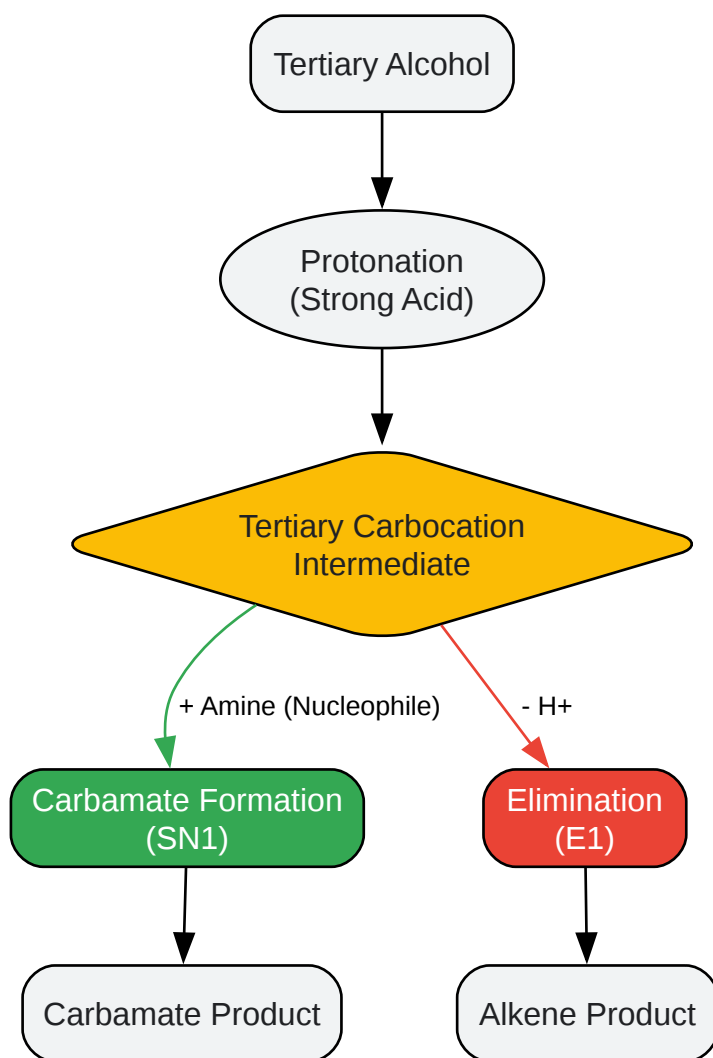 Tertiary Alcohol
Protonation
(Strong Acid)
Tertiary Carbocation
Intermediate
+ Amine (Nucleophile)
- H+
Carbamate Formation
(SN1)
Elimination
(E1)
Carbamate Product
Alkene Product